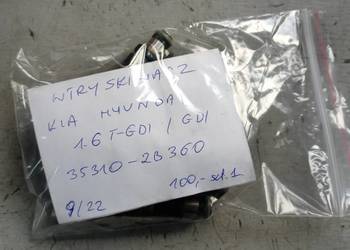 WTRYSKIWACZ
KIA HYUNDAI
1.6 T-GDI / GDI
35310-2B360
100,- szt. 1
9/22